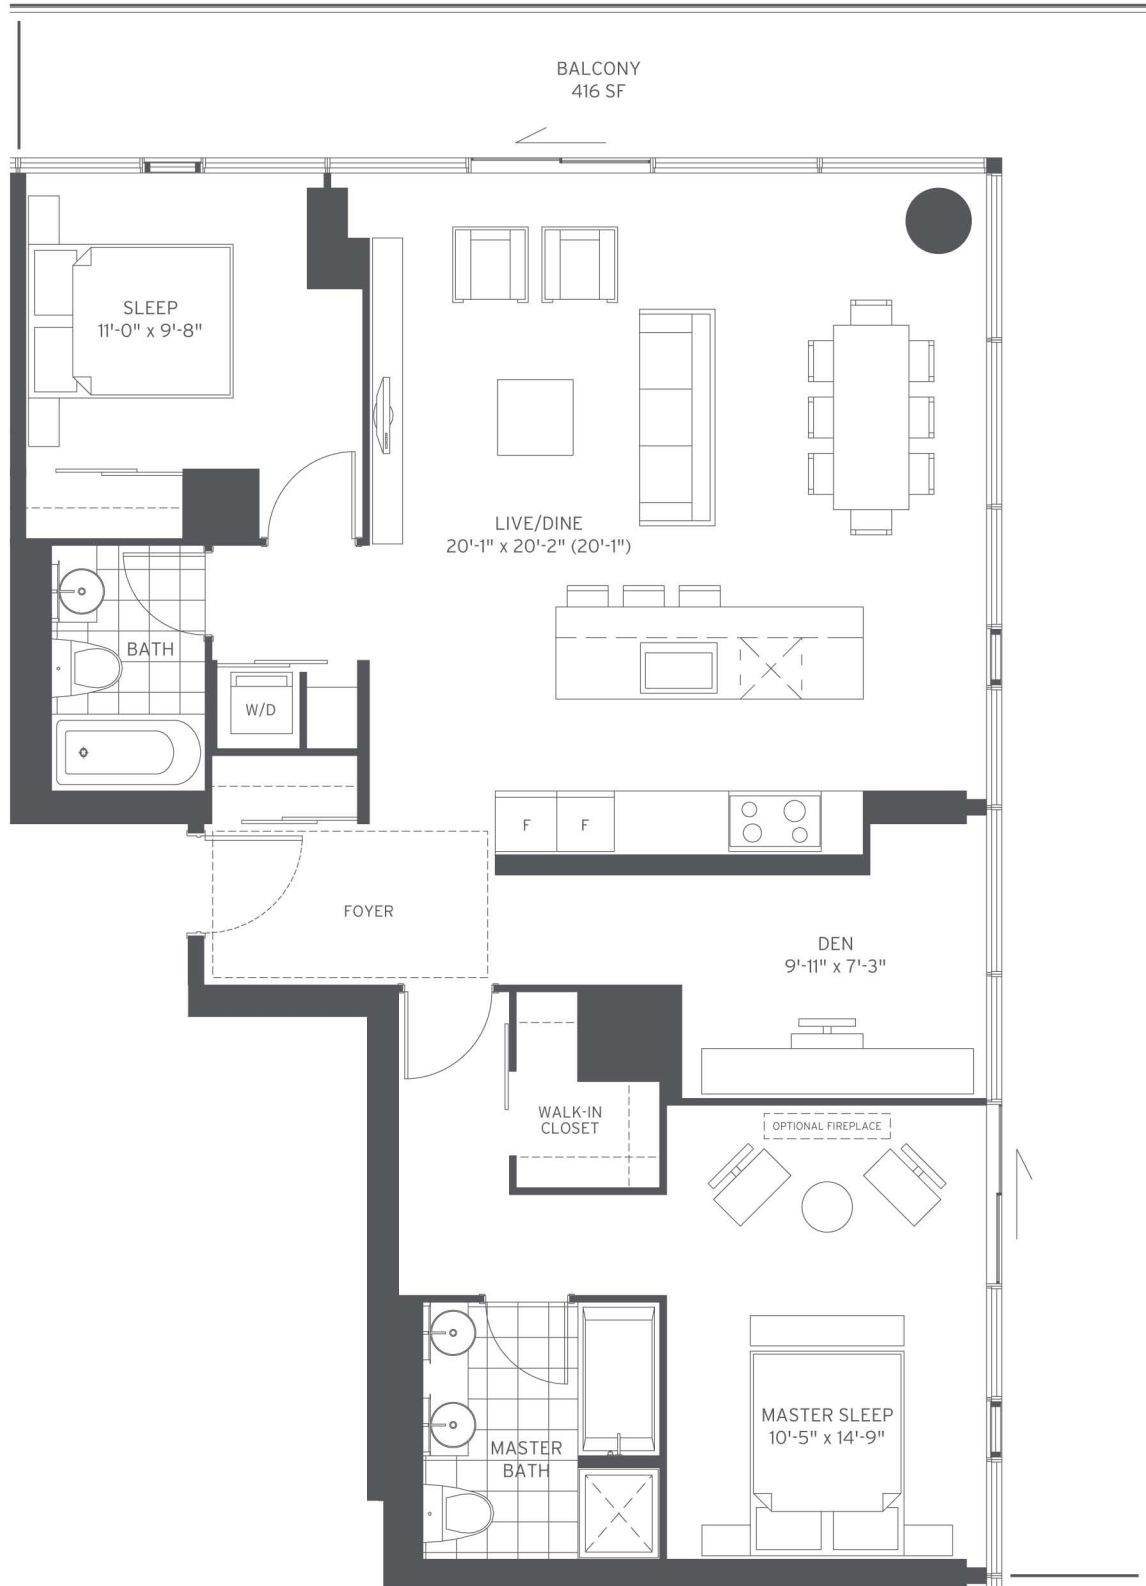 BALCONY
416 SF
SLEEP
11'-0" x 9'-8"
LIVE/DINE
20'-1" x 20'-2" (20'-1")
BATH
W/D
F F
FOYER
DEN
9'-11" x 7'-3"
WALK-IN
CLOSET
OPTIONAL FIREPLACE
MASTER SLEEP
10'-5" x 14'-9"
MASTER
BATH